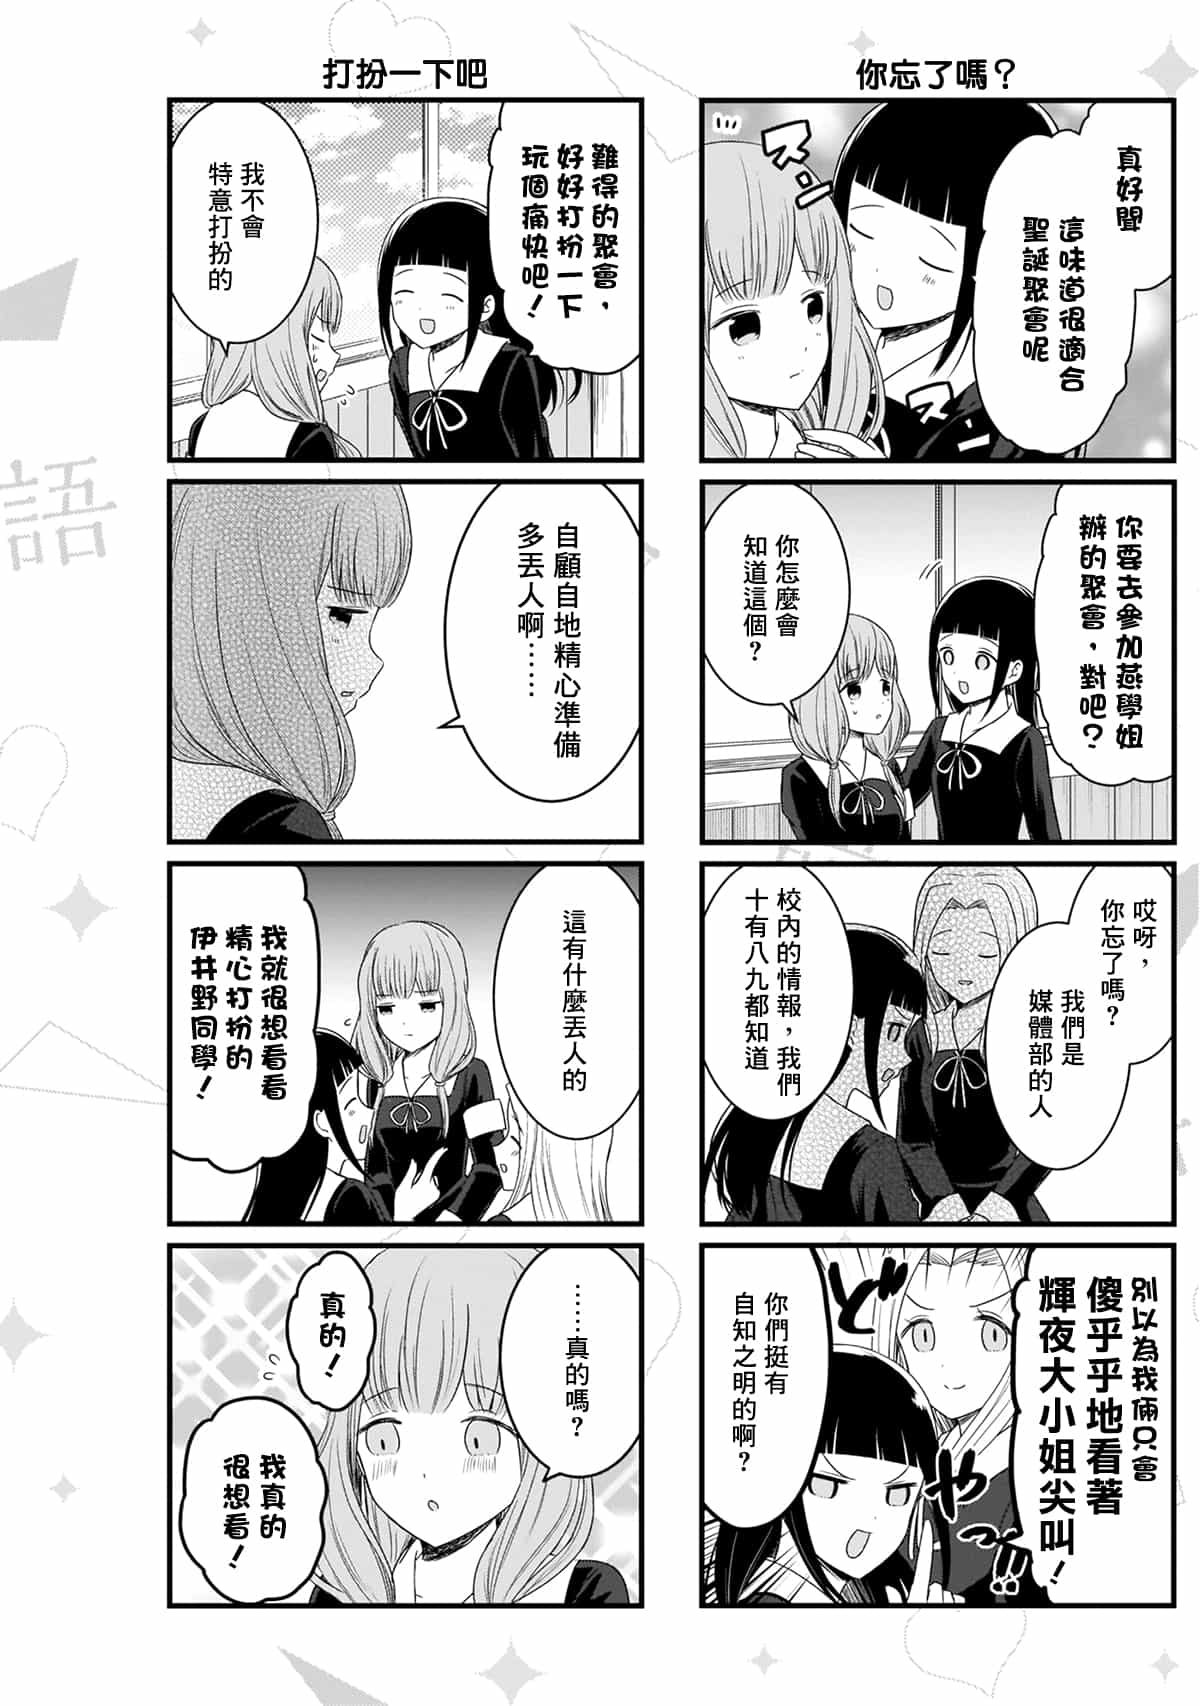 你忘了嗎？
真好聞
這味道很適合
聖誕聚會呢
スン
スン
你要去參加燕學姐
辦的聚會，對吧？
你怎麼會
知道這個？
哎呀，
你忘了嗎？
我們是
媒體部的人
校內的情報，我們
十有八九都知道
別以為我倆只會
傻乎乎地看著
輝夜大小姐尖叫！
どや
っ!!
你們挺有
自知之明的啊？
打扮一下吧
難得的聚會，
好好打扮一下
玩個痛快吧！
我不會
特意打扮的
自顧自地精心準備
多丟人啊……
這有什麼丟人的
我就很想看看
精心打扮的
伊井野同學！
……真的嗎？
真的！
我真的
很想看！
語